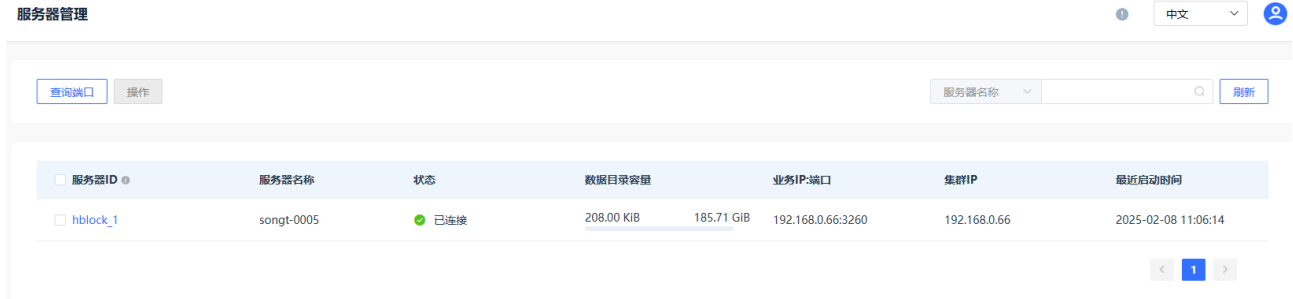 服务器管理
中文
查询端口 操作 服务器名称 刷新
服务器ID 服务器名称 状态 数据目录容量 业务IP:端口 集群IP 最近启动时间
hblock_1 songt-0005 已连接 208.00 KiB 185.71 GiB 192.168.0.66:3260 192.168.0.66 2025-02-08 11:06:14
1